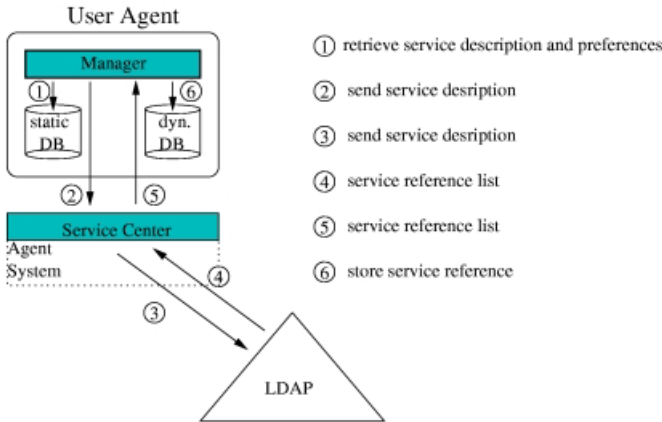 User Agent
Manager
1
6
static
DB
dyn.
DB
2
5
Service Center
Agent
System
4
3
LDAP
1 retrieve service description and preferences
2 send service desription
3 send service desription
4 service reference list
5 service reference list
6 store service reference